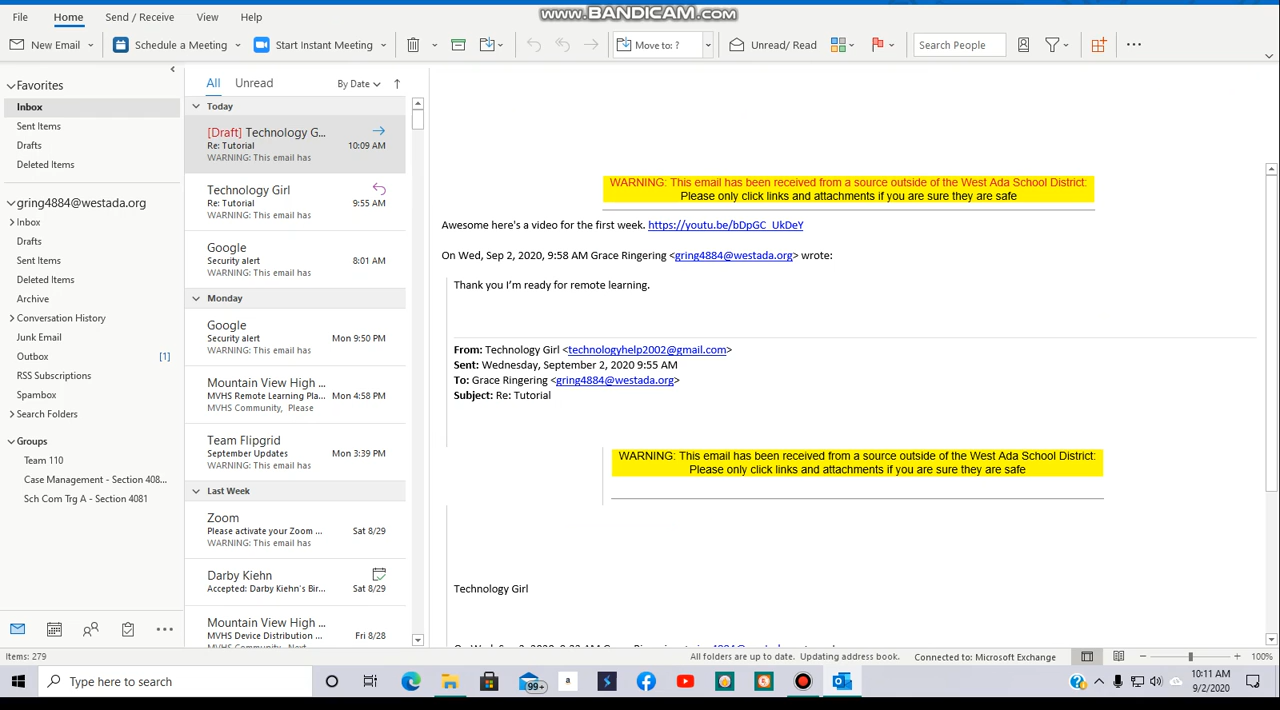 www.BANDICAM.com
File Home Send / Receive View Help
New Email Schedule a Meeting Start Instant Meeting Move to: ? Unread/ Read Search People
Favorites
Inbox
Sent Items
Drafts
Deleted Items
gring4884@westada.org
Inbox
Drafts
Sent Items
Deleted Items
Archive
Conversation History
Junk Email
Outbox [1]
RSS Subscriptions
Spambox
Search Folders
Groups
Team 110
Case Management - Section 408...
Sch Com Trg A - Section 4081
All Unread By Date
Today
[Draft] Technology G...
Re: Tutorial 10:09 AM
WARNING: This email has
Technology Girl
Re: Tutorial 9:55 AM
WARNING: This email has
Google
Security alert 8:01 AM
WARNING: This email has
Monday
Google
Security alert Mon 9:50 PM
WARNING: This email has
Mountain View High ...
MVHS Remote Learning Pla... Mon 4:58 PM
MVHS Community, Please
Team Flipgrid
September Updates Mon 3:39 PM
WARNING: This email has
Last Week
Zoom
Please activate your Zoom ... Sat 8/29
WARNING: This email has
Darby Kiehn
Accepted: Darby Kiehn's Bir... Sat 8/29
Mountain View High ...
MVHS Device Distribution ... Fri 8/28
MVHS Community, Next
WARNING: This email has been received from a source outside of the West Ada School District:
Please only click links and attachments if you are sure they are safe
Awesome here's a video for the first week. https://youtu.be/bDpGC_UkDeY
On Wed, Sep 2, 2020, 9:58 AM Grace Ringering <gring4884@westada.org> wrote:
Thank you I'm ready for remote learning.
From: Technology Girl <technologyhelp2002@gmail.com>
Sent: Wednesday, September 2, 2020 9:55 AM
To: Grace Ringering <gring4884@westada.org>
Subject: Re: Tutorial
WARNING: This email has been received from a source outside of the West Ada School District:
Please only click links and attachments if you are sure they are safe
Technology Girl
Items: 279 All folders are up to date. Updating address book. Connected to: Microsoft Exchange 100%
Type here to search 99+ a 10:11 AM
9/2/2020